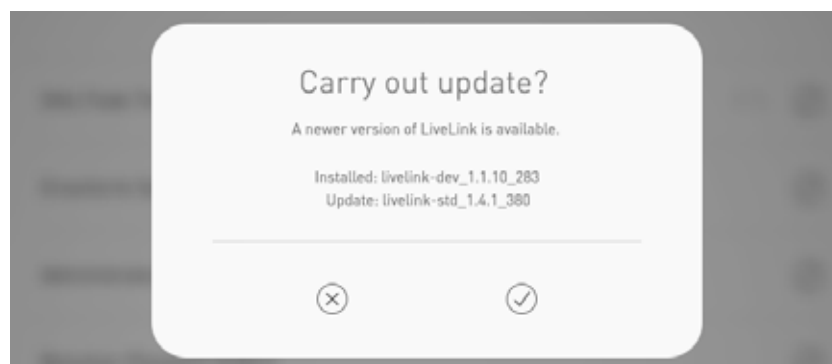 Carry out update?
A newer version of LiveLink is available.
Installed: livelink-dev_1.1.10_283
Update: livelink-std_1.4.1_380